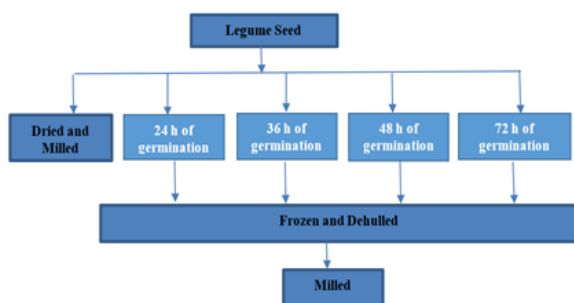 Legume Seed
Dried and
Milled
24 h of
germination
36 h of
germination
48 h of
germination
72 h of
germination
Frozen and Dehulled
Milled